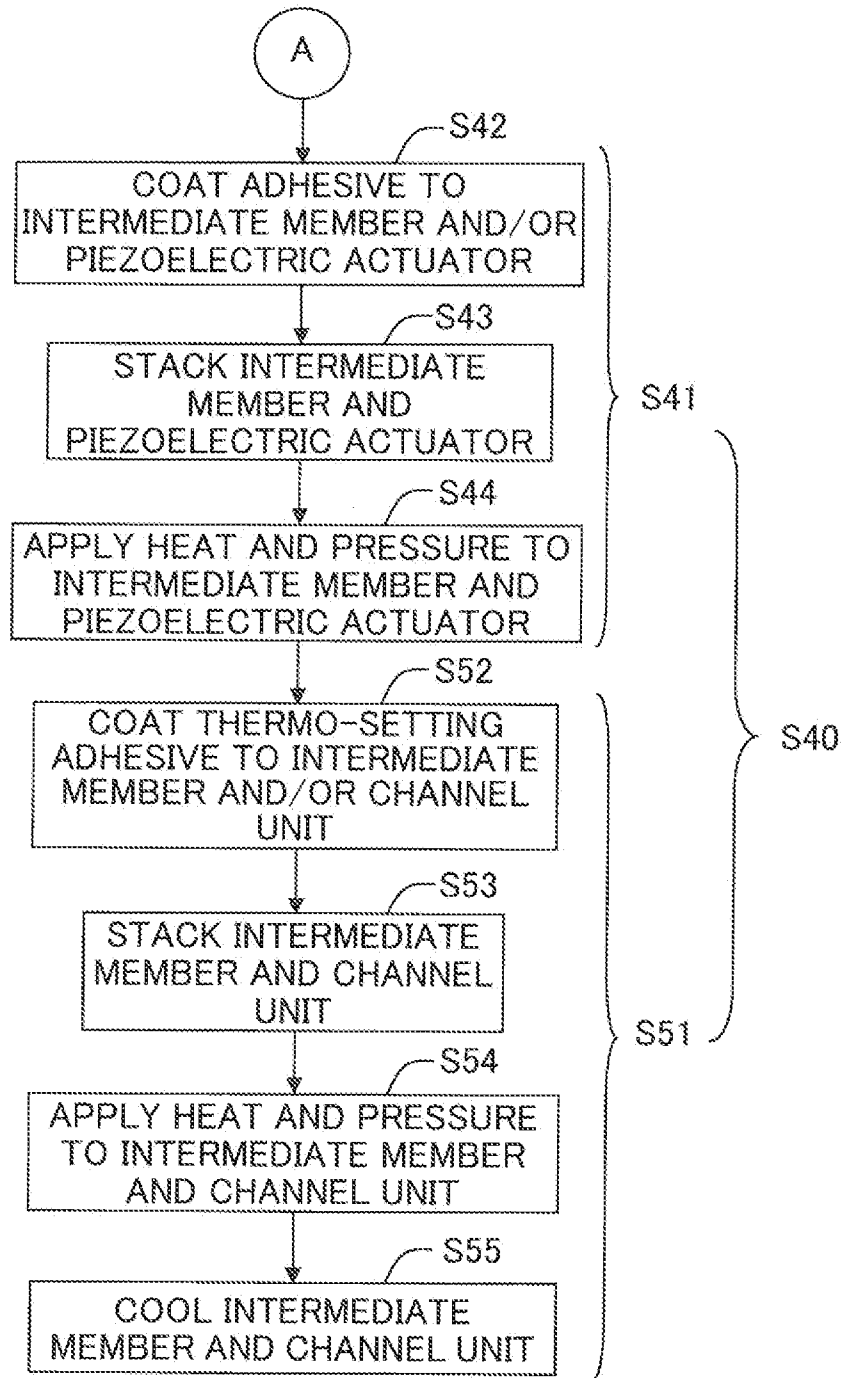 A
S42
COAT ADHESIVE TO
INTERMEDIATE MEMBER AND/OR
PIEZOELECTRIC ACTUATOR
S43
STACK INTERMEDIATE
MEMBER AND
PIEZOELECTRIC ACTUATOR
S41
S44
APPLY HEAT AND PRESSURE TO
INTERMEDIATE MEMBER AND
PIEZOELECTRIC ACTUATOR
S52
COAT THERMO-SETTING
ADHESIVE TO INTERMEDIATE
MEMBER AND/OR CHANNEL
UNIT
S40
S53
STACK INTERMEDIATE
MEMBER AND CHANNEL
UNIT
S51
S54
APPLY HEAT AND PRESSURE
TO INTERMEDIATE MEMBER
AND CHANNEL UNIT
S55
COOL INTERMEDIATE
MEMBER AND CHANNEL UNIT